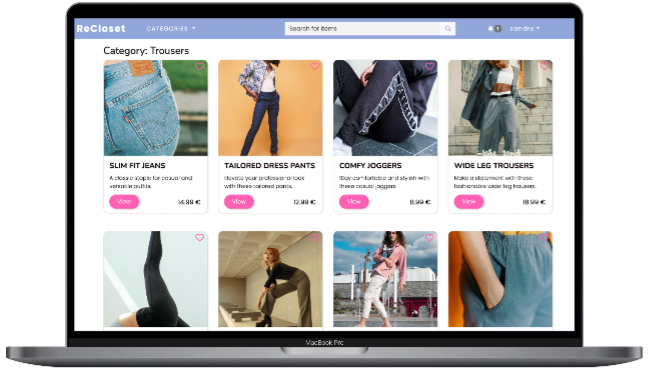 ReCloset CATEGORIES Search for items sandra
Category: Trousers
SLIM FIT JEANS
A classic staple for casual and
versatile outfits.
View 14.99 €
TAILORED DRESS PANTS
Elevate your professional look
with these tailored pants.
View 12.99 €
COMFY JOGGERS
Stay comfortable and stylish with
these casual joggers.
View 8.99 €
WIDE LEG TROUSERS
Make a statement with these
fashionable wide leg trousers.
View 18.99 €
MacBook Pro